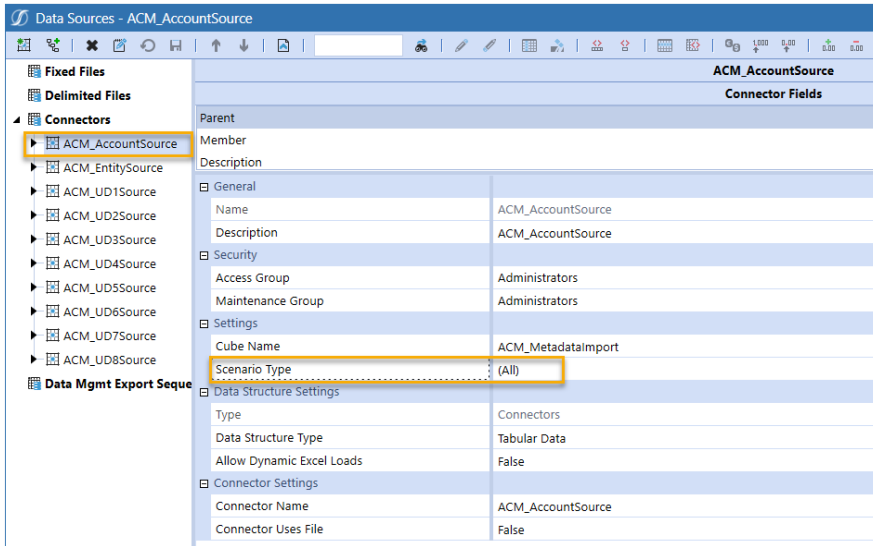 Data Sources - ACM_AccountSource
1,000 0,00
0.00 0.00
Fixed Files
Delimited Files
Connectors
ACM_AccountSource
ACM_EntitySource
ACM_UD1Source
ACM_UD2Source
ACM_UD3Source
ACM_UD4Source
ACM_UD5Source
ACM_UD6Source
ACM_UD7Source
ACM_UD8Source
Data Mgmt Export Seque
ACM_AccountSource
Connector Fields
Parent
Member
Description
General
Name ACM_AccountSource
Description ACM_AccountSource
Security
Access Group Administrators
Maintenance Group Administrators
Settings
Cube Name ACM_MetadataImport
Scenario Type (All)
Data Structure Settings
Type Connectors
Data Structure Type Tabular Data
Allow Dynamic Excel Loads False
Connector Settings
Connector Name ACM_AccountSource
Connector Uses File False